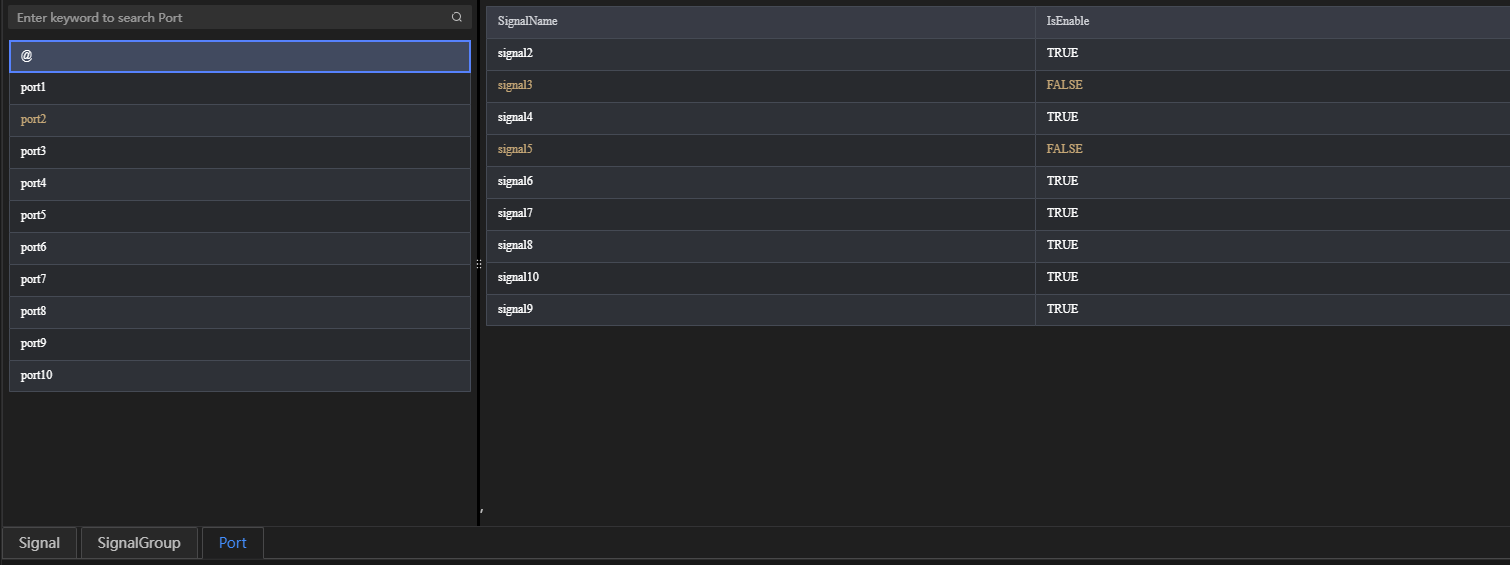 Enter keyword to search Port
@
port1
port2
port3
port4
port5
port6
port7
port8
port9
port10
SignalName IsEnable
signal2 TRUE
signal3 FALSE
signal4 TRUE
signal5 FALSE
signal6 TRUE
signal7 TRUE
signal8 TRUE
signal10 TRUE
signal9 TRUE
,
Signal SignalGroup Port